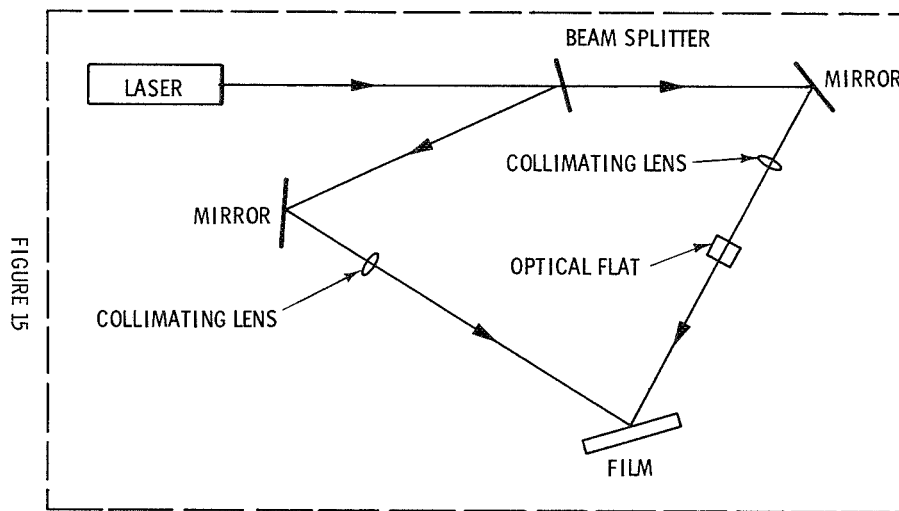 BEAM SPLITTER
LASER
MIRROR
COLLIMATING LENS
MIRROR
OPTICAL FLAT
COLLIMATING LENS
FILM
FIGURE 15